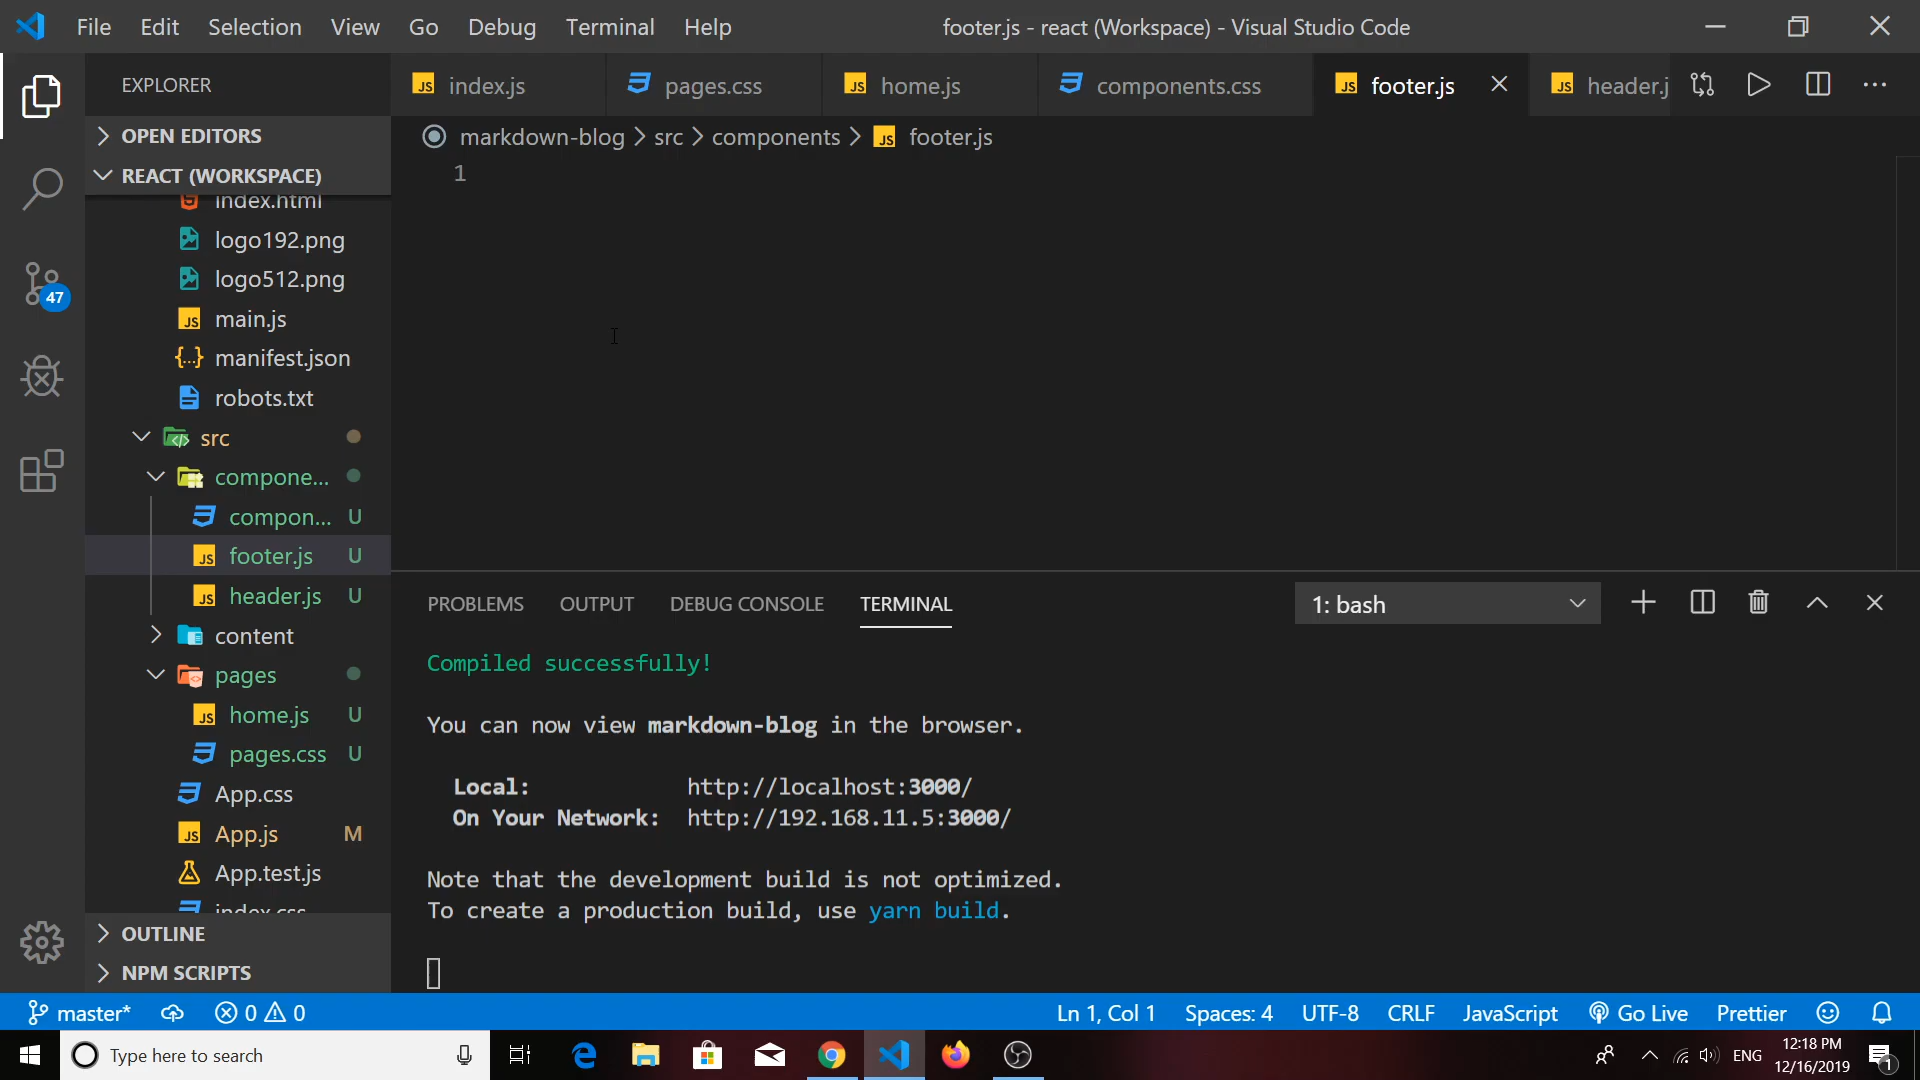 File Edit Selection View Go Debug Terminal Help
footer.js - react (Workspace) - Visual Studio Code
EXPLORER
index.js
pages.css
home.js
components.css
footer.js
header.j
OPEN EDITORS
REACT (WORKSPACE)
index.html
logo192.png
logo512.png
main.js
manifest.json
robots.txt
src
compone...
compon... U
footer.js U
header.js U
content
pages
home.js U
pages.css U
App.css
App.js M
App.test.js
index.css
OUTLINE
NPM SCRIPTS
47
markdown-blog > src > components > JS footer.js
1
PROBLEMS OUTPUT DEBUG CONSOLE TERMINAL
1: bash
Compiled successfully!
You can now view markdown-blog in the browser.
Local: http://localhost:3000/
On Your Network: http://192.168.11.5:3000/
Note that the development build is not optimized.
To create a production build, use yarn build.
master* 0 0
Ln 1, Col 1 Spaces: 4 UTF-8 CRLF JavaScript Go Live Prettier
Type here to search
ENG
12:18 PM
12/16/2019
1